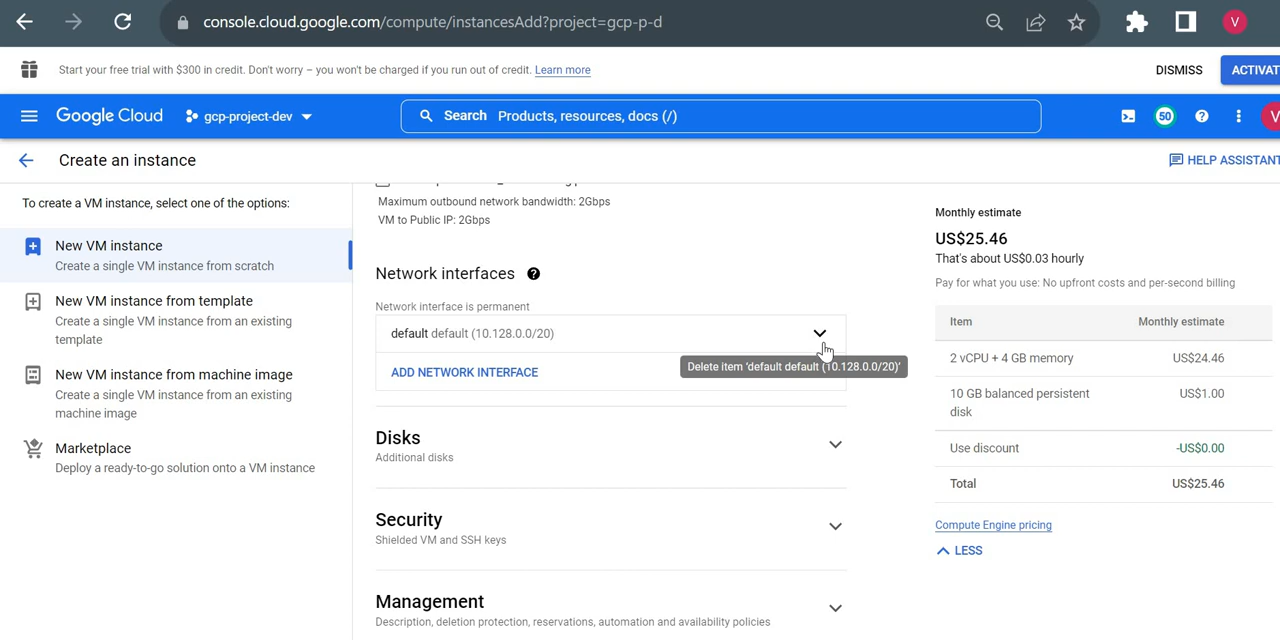 console.cloud.google.com/compute/instancesAdd?project=gcp-p-d
V
Start your free trial with $300 in credit. Don't worry – you won't be charged if you run out of credit. Learn more
DISMISS
ACTIVAT
Google Cloud
gcp-project-dev
Search Products, resources, docs (/)
50
V
Create an instance
HELP ASSISTANT
To create a VM instance, select one of the options:
New VM instance
Create a single VM instance from scratch
New VM instance from template
Create a single VM instance from an existing
template
New VM instance from machine image
Create a single VM instance from an existing
machine image
Marketplace
Deploy a ready-to-go solution onto a VM instance
Maximum outbound network bandwidth: 2Gbps
VM to Public IP: 2Gbps
Network interfaces
Network interface is permanent
default default (10.128.0.0/20)
Delete item 'default default (10.128.0.0/20)'
ADD NETWORK INTERFACE
Disks
Additional disks
Security
Shielded VM and SSH keys
Management
Description, deletion protection, reservations, automation and availability policies
Monthly estimate
US$25.46
That's about US$0.03 hourly
Pay for what you use: No upfront costs and per-second billing
Item Monthly estimate
2 vCPU + 4 GB memory US$24.46
10 GB balanced persistent US$1.00
disk
Use discount -US$0.00
Total US$25.46
Compute Engine pricing
LESS